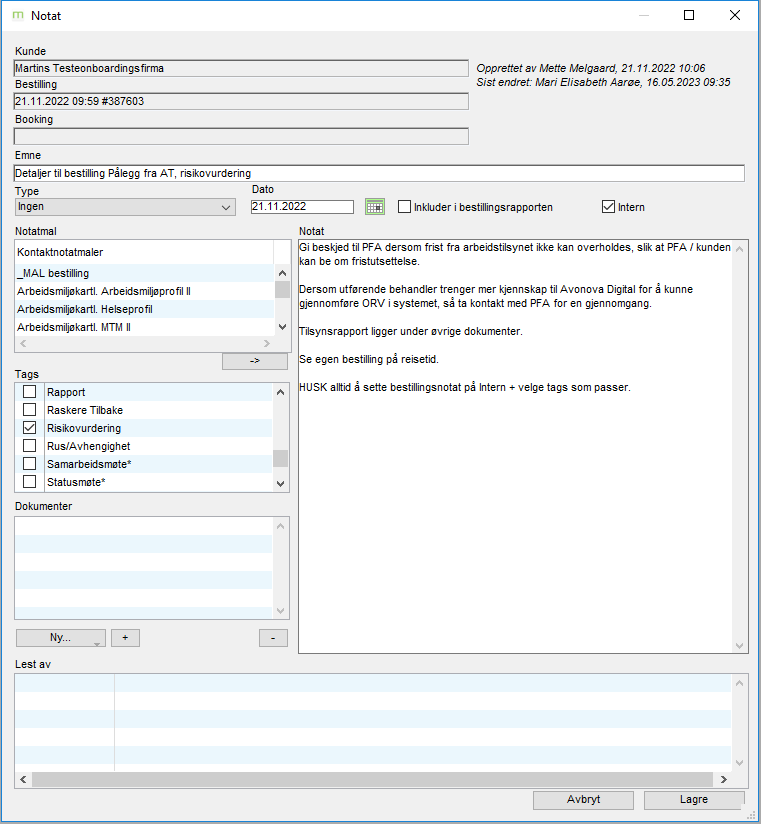 m Notat
Kunde
Martins Testeonboardingsfirma
Opprettet av Mette Melgaard, 21.11.2022 10:06
Sist endret: Mari Elisabeth Aarøe, 16.05.2023 09:35
Bestilling
21.11.2022 09:59 #387603
Booking
Emne
Detaljer til bestilling Pålegg fra AT, risikovurdering
Type
Dato
Ingen
21.11.2022
Inkluder i bestillingsrapporten
Intern
Notatmal
Kontaktnotatmaler
_MAL bestilling
Arbeidsmiljøkartl. Arbeidsmiljøprofil II
Arbeidsmiljøkartl. Helseprofil
Arbeidsmiljøkartl. MTM II
->
Tags
Rapport
Raskere Tilbake
Risikovurdering
Rus/Avhengighet
Samarbeidsmøte*
Statusmøte*
Dokumenter
Ny...
+
-
Notat
Gi beskjed til PFA dersom frist fra arbeidstilsynet ikke kan overholdes, slik at PFA / kunden
kan be om fristutsettelse.
Dersom utførende behandler trenger mer kjennskap til Avonova Digital for å kunne
gjennomføre ORV i systemet, så ta kontakt med PFA for en gjennomgang.
Tilsynsrapport ligger under øvrige dokumenter.
Se egen bestilling på reisetid.
HUSK alltid å sette bestillingsnotat på Intern + velge tags som passer.
Lest av
Avbryt
Lagre